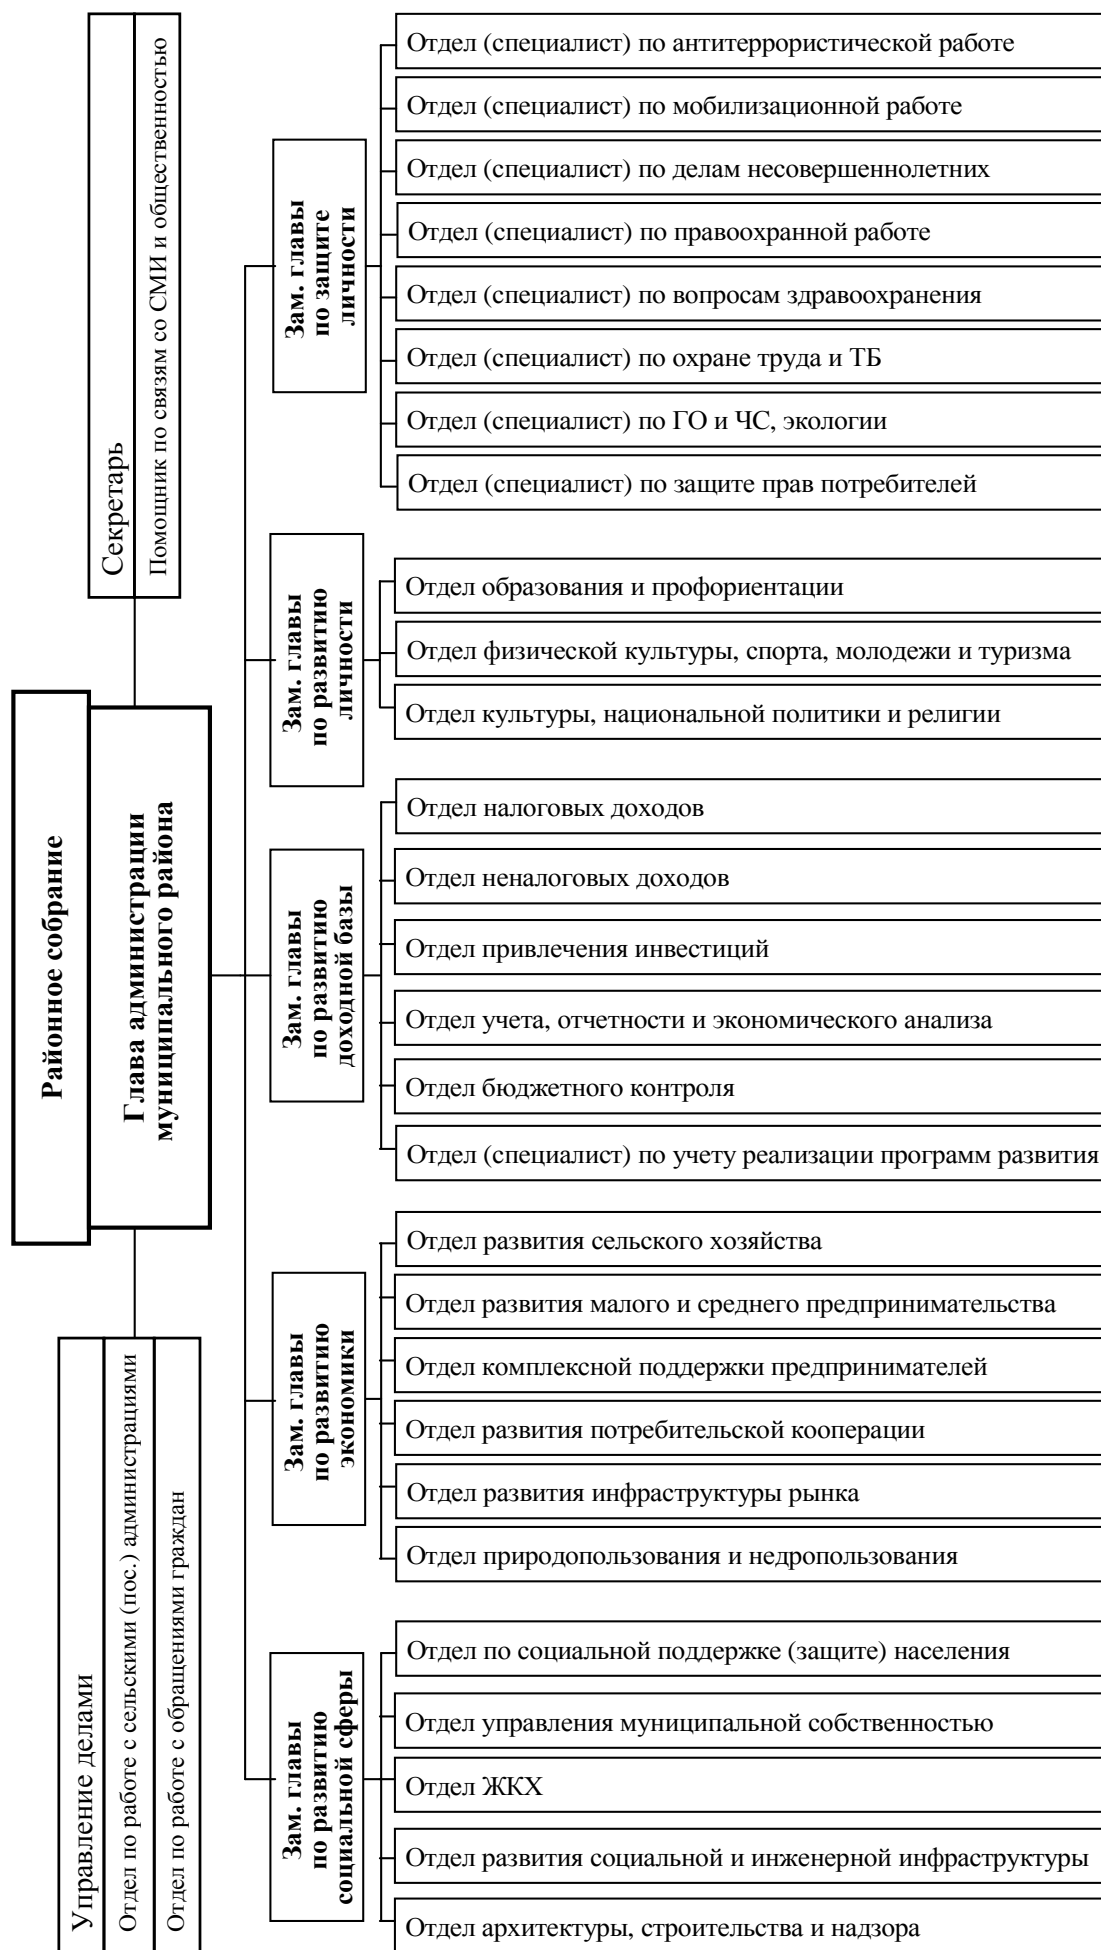 Районное собрание
Глава администрации
муниципального района
Секретарь
Помощник по связям со СМИ и общественностью
Управление делами
Отдел по работе с сельскими (пос.) администрациями
Отдел по работе с обращениями граждан
Зам. главы
по защите
личности
Отдел (специалист) по антитеррористической работе
Отдел (специалист) по мобилизационной работе
Отдел (специалист) по делам несовершеннолетних
Отдел (специалист) по правоохранной работе
Отдел (специалист) по вопросам здравоохранения
Отдел (специалист) по охране труда и ТБ
Отдел (специалист) по ГО и ЧС, экологии
Отдел (специалист) по защите прав потребителей
Зам. главы
по развитию
личности
Отдел образования и профориентации
Отдел физической культуры, спорта, молодежи и туризма
Отдел культуры, национальной политики и религии
Зам. главы
по развитию
доходной базы
Отдел налоговых доходов
Отдел неналоговых доходов
Отдел привлечения инвестиций
Отдел учета, отчетности и экономического анализа
Отдел бюджетного контроля
Отдел (специалист) по учету реализации программ развития
Зам. главы
по развитию
экономики
Отдел развития сельского хозяйства
Отдел развития малого и среднего предпринимательства
Отдел комплексной поддержки предпринимателей
Отдел развития потребительской кооперации
Отдел развития инфраструктуры рынка
Отдел природопользования и недропользования
Зам. главы
по развитию
социальной сферы
Отдел по социальной поддержке (защите) населения
Отдел управления муниципальной собственностью
Отдел ЖКХ
Отдел развития социальной и инженерной инфраструктуры
Отдел архитектуры, строительства и надзора